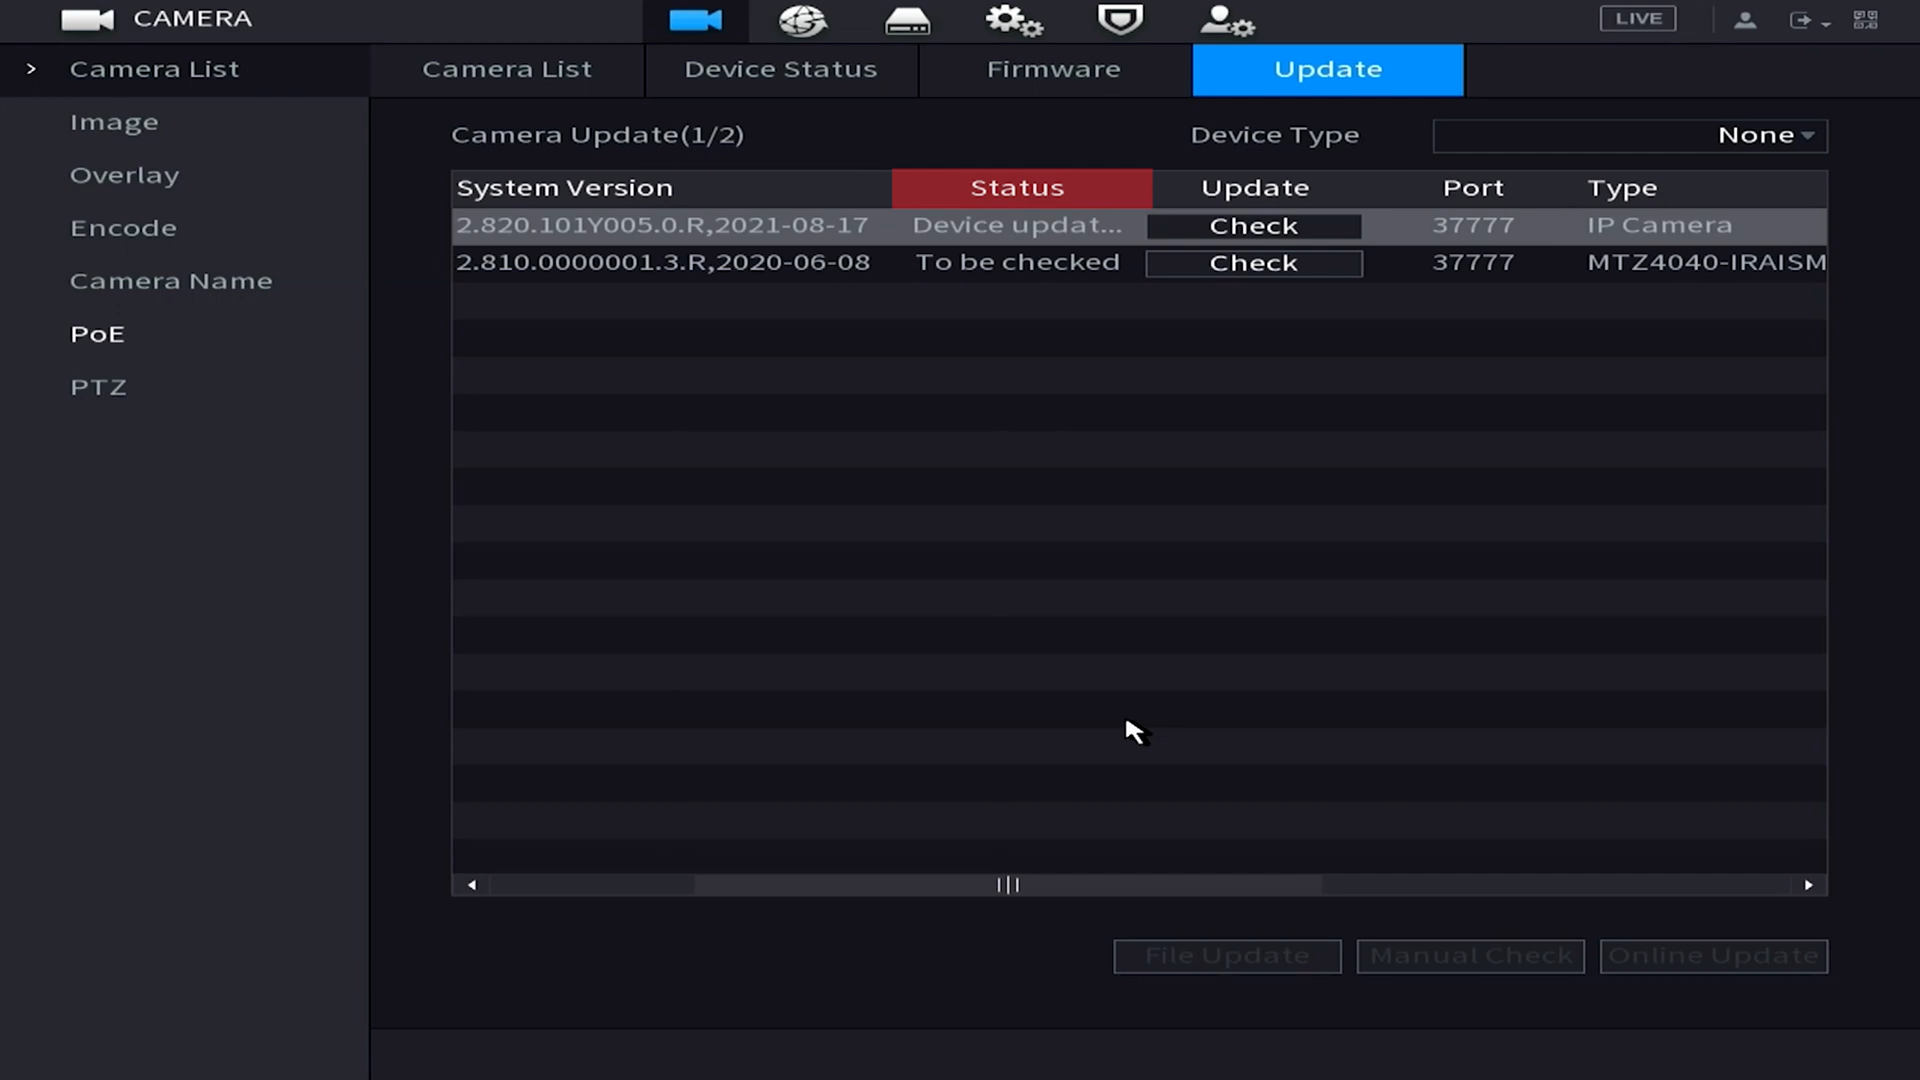 CAMERA
LIVE
Camera List
Image
Overlay
Encode
Camera Name
PoE
PTZ
Camera List Device Status Firmware Update
Camera Update(1/2) Device Type None
System Version Status Update Port Type
2.820.101Y005.0.R,2021-08-17 Device updat... Check 37777 IP Camera
2.810.0000001.3.R,2020-06-08 To be checked Check 37777 MTZ4040-IRAISM
File Update Manual Check Online Update